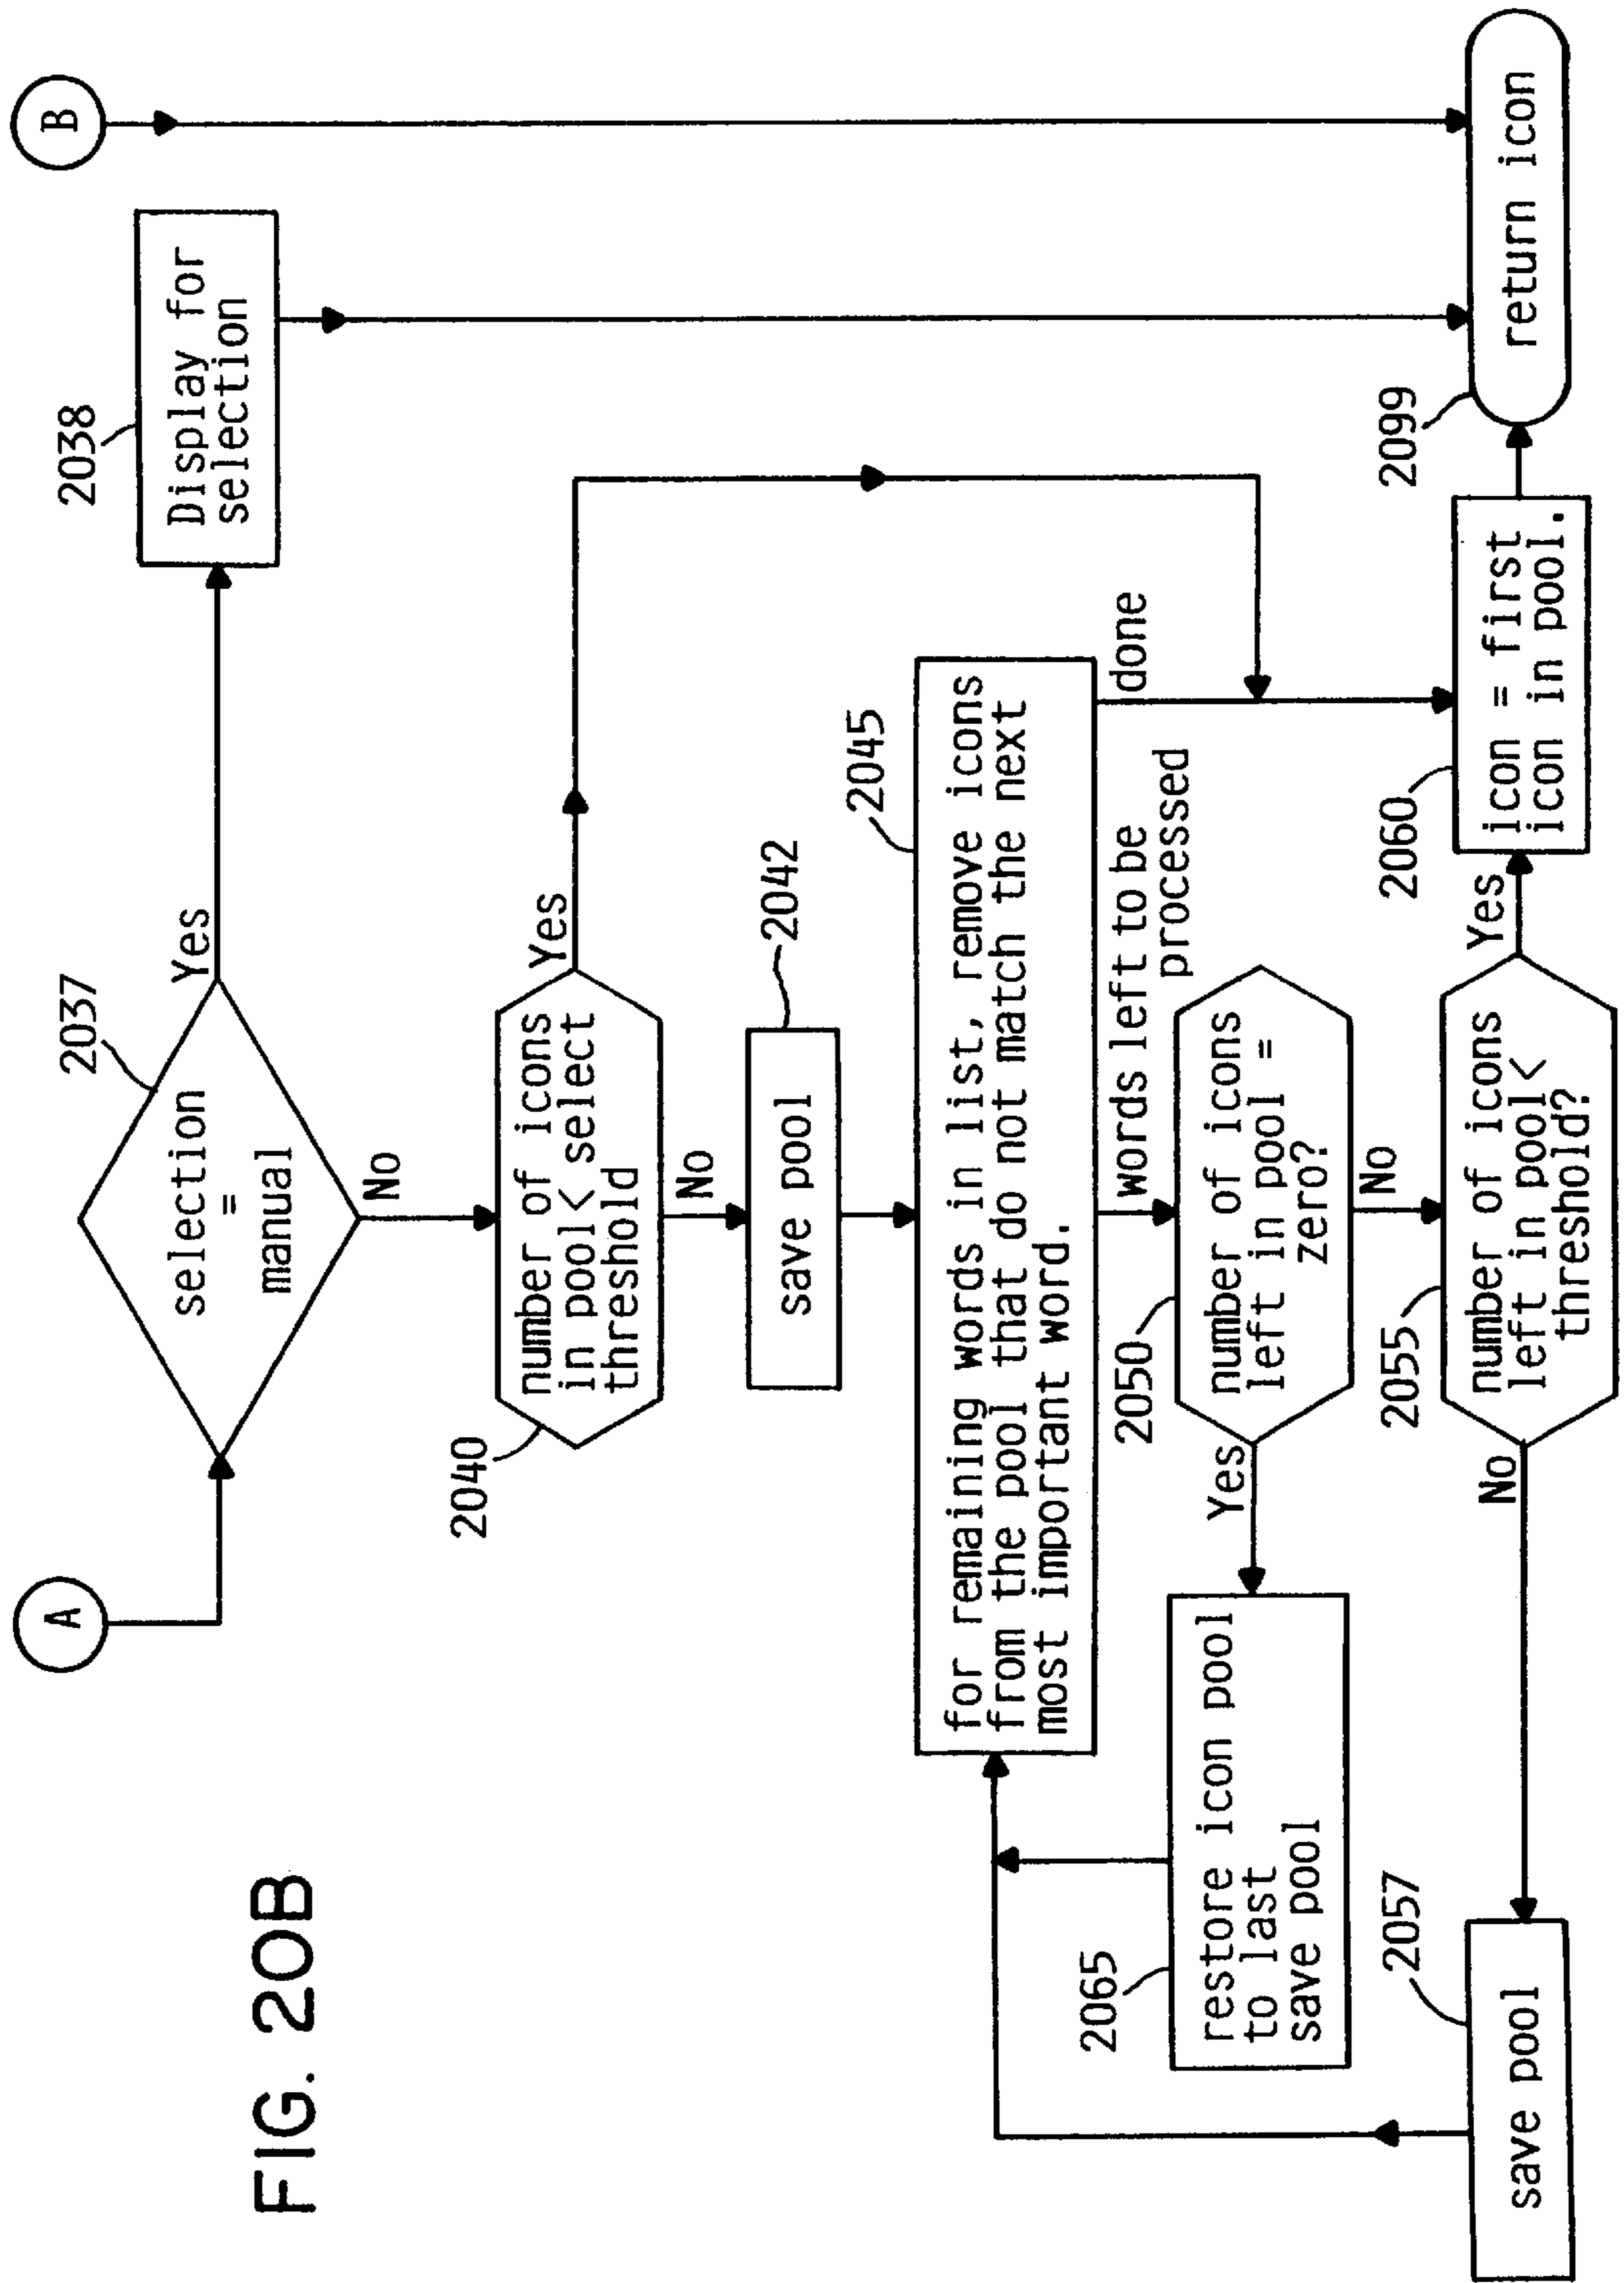 FIG. 20B
A
B
2037
selection
=
manual
Yes
No
2038
Display for
selection
2040
number of icons
in pool< select
threshold
Yes
No
2042
save pool
2045
for remaining words in list, remove icons
from the pool that do not match the next
most important word.
done
words left to be
processed
2050
number of icons
left in pool =
zero?
Yes
No
2065
restore icon pool
to last
save pool
2055
number of icons
left in pool<
threshold?
No
Yes
2057
save pool
2060
icon = first
icon in pool.
2099
return icon